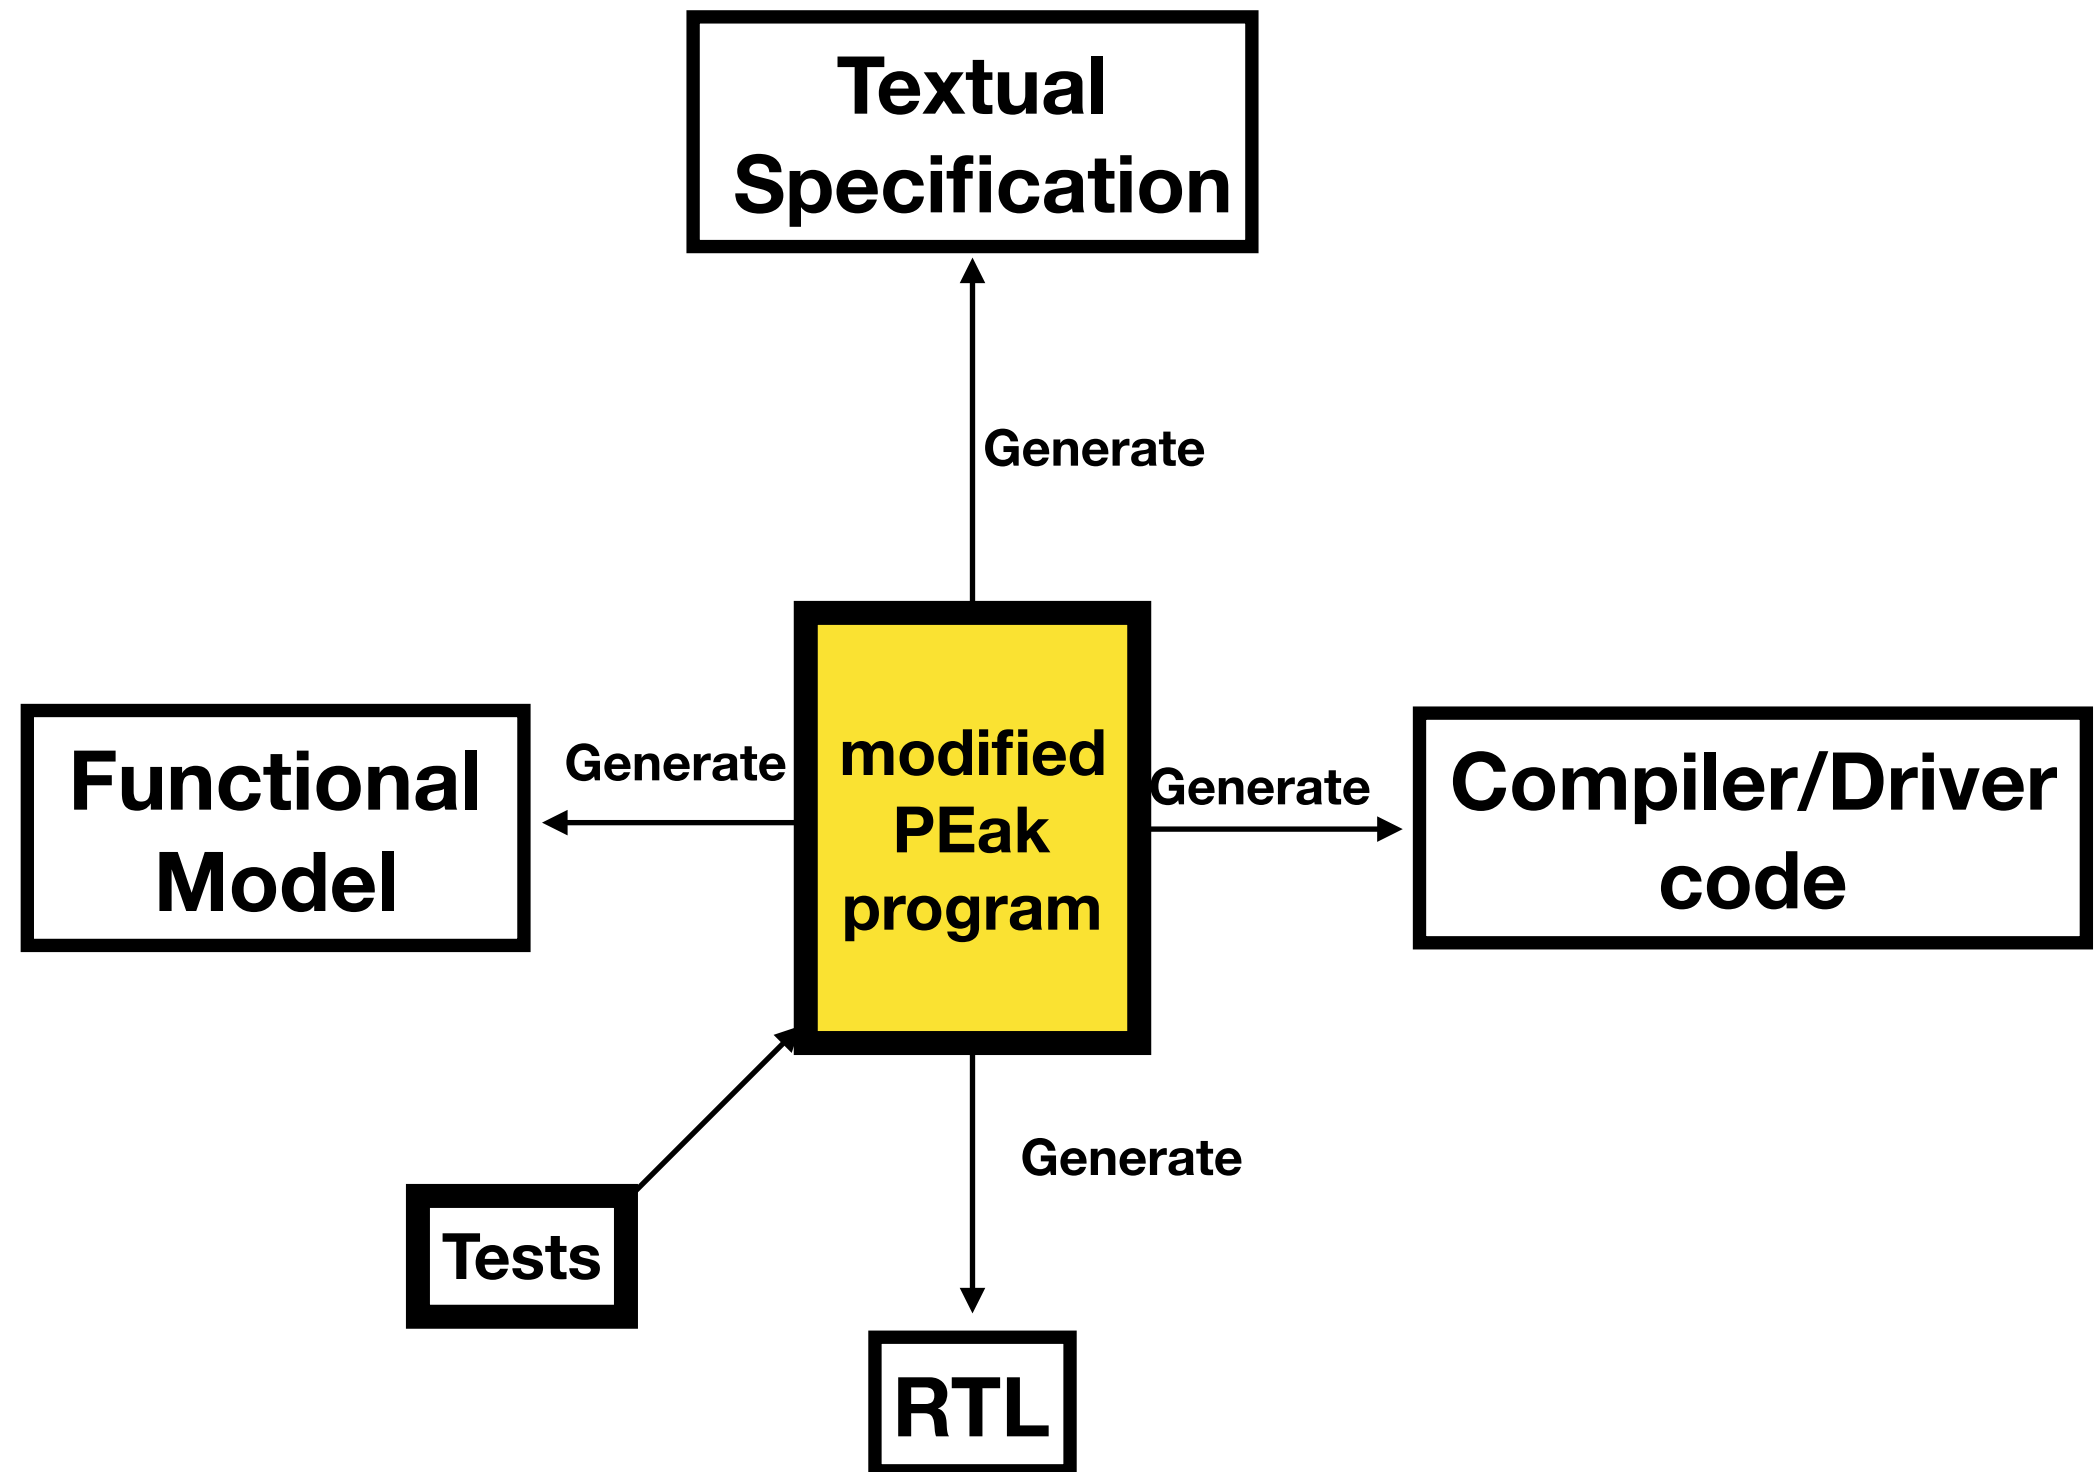 Textual
Specification
Generate
Functional
Model
Generate
modified
PEak
program
Generate
Compiler/Driver
code
Generate
Tests
RTL